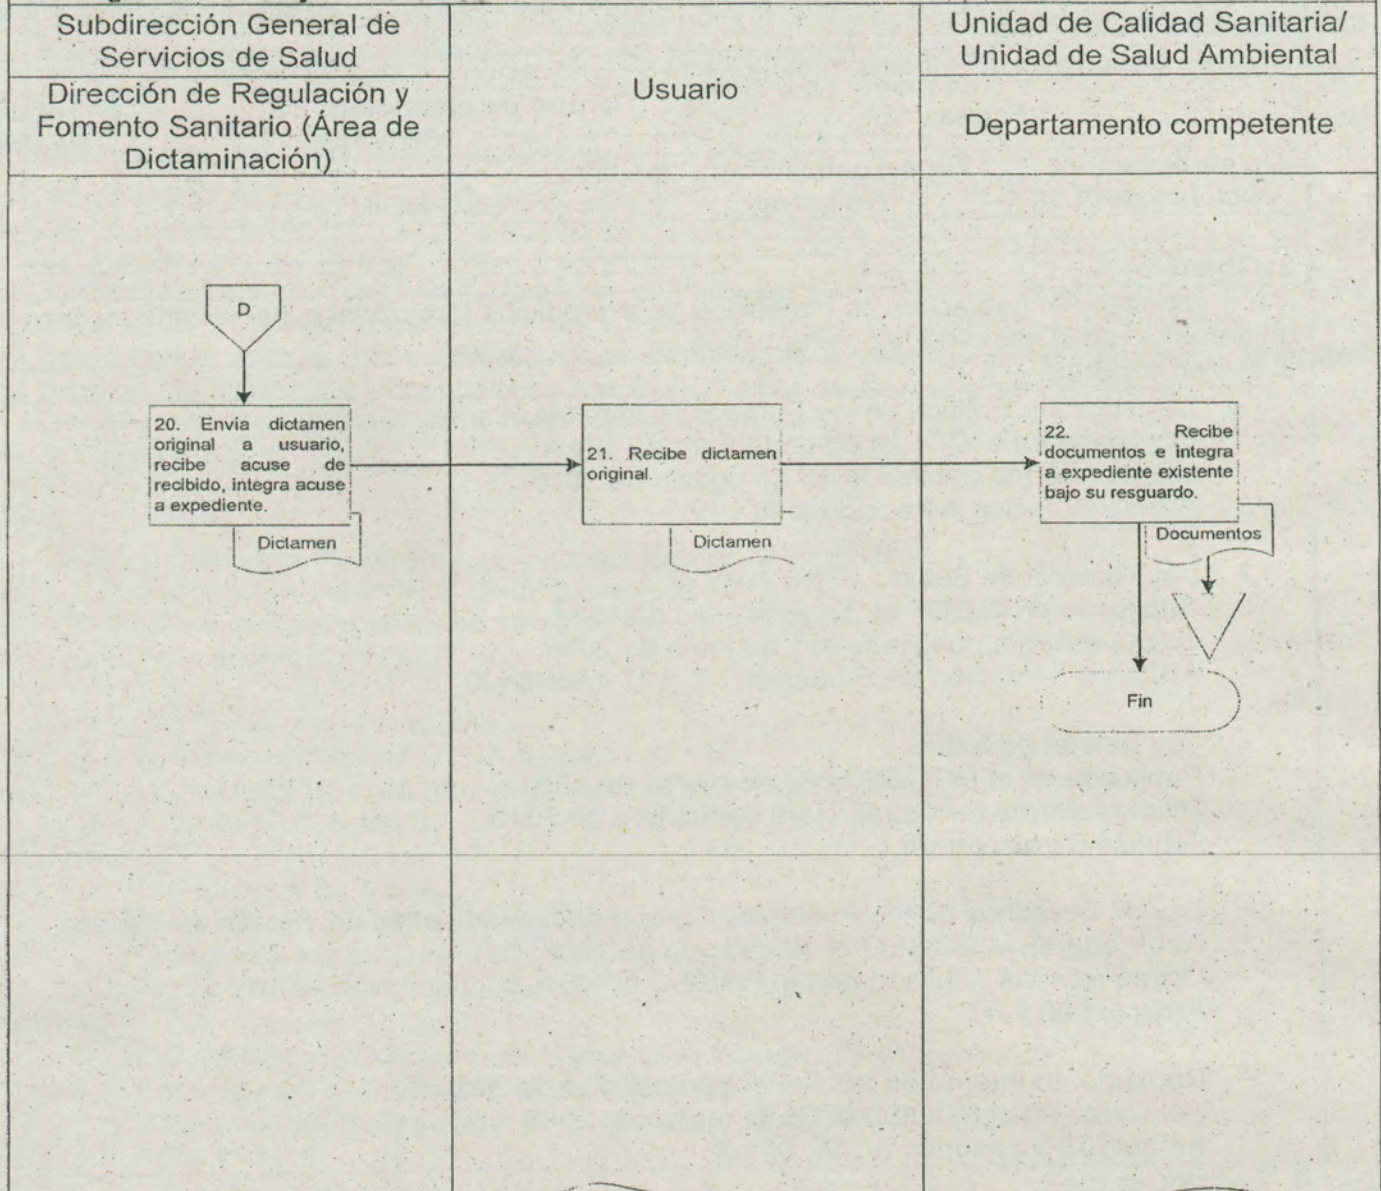 Subdirección General de
Servicios de Salud
Dirección de Regulación y
Fomento Sanitario (Área de
Dictaminación)
Usuario
Unidad de Calidad Sanitaria/
Unidad de Salud Ambiental
Departamento competente
D
20. Envía dictamen
original a usuario,
recibe acuse de
recibido, integra acuse
a expediente.
Dictamen
21. Recibe dictamen
original.
Dictamen
22. Recibe
documentos e integra
a expediente existente
bajo su resguardo.
Documentos
Fin